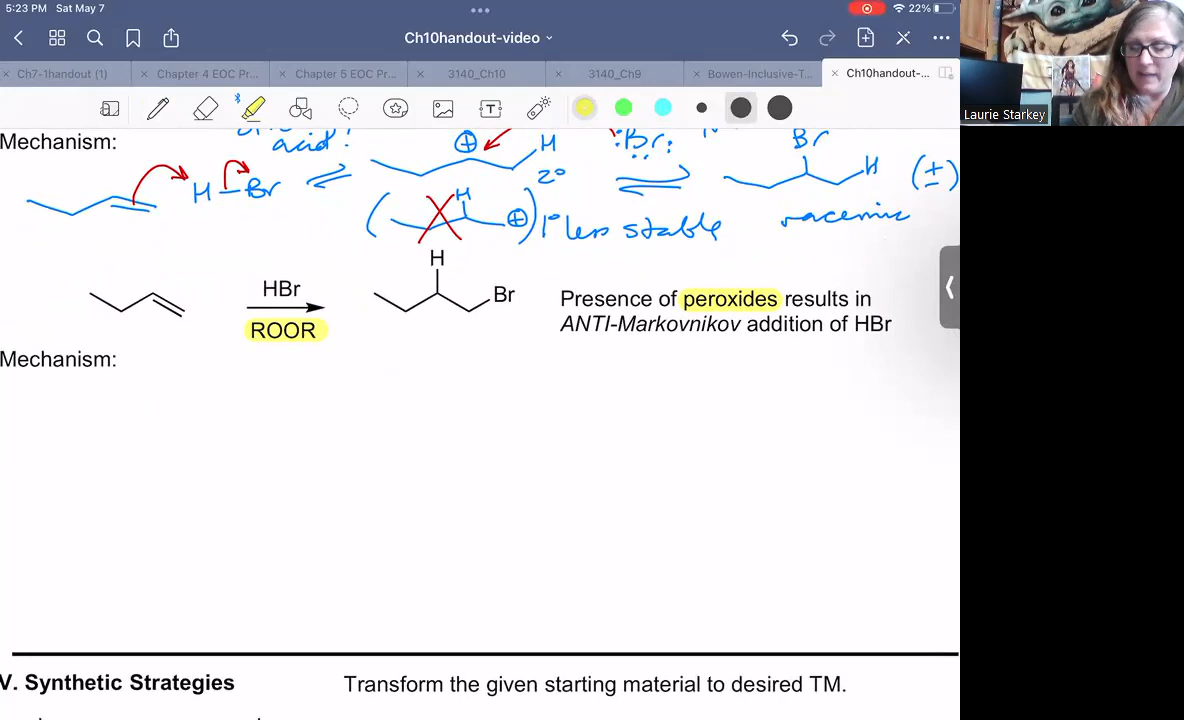 5:23 PM Sat May 7
22%
Ch10handout-video
Ch7-1handout (1)
Chapter 4 EOC Pr...
Chapter 5 EOC Pr...
3140_Ch10
3140_Ch9
Bowen-Inclusive-T...
Ch10handout-...
Laurie Starkey
Mechanism:
acid!
H
:Br:
Br
H
H—Br
2°
(±)
H
1° less stable
racemic
H
HBr
Br
ROOR
Presence of peroxides results in
ANTI-Markovnikov addition of HBr
Mechanism:
V. Synthetic Strategies
Transform the given starting material to desired TM.